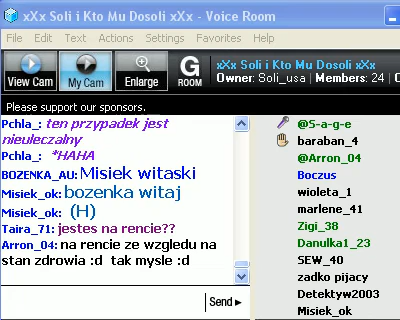 xXx Soli i Kto Mu Dosoli xXx - Voice Room
File Edit Text Actions Settings Favorites Help
View Cam
My Cam
Enlarge
G
ROOM
xXx Soli i Kto Mu Dosoli xXx
Owner: Soli_usa | Members: 24 |
Please support our sponsors.
Pchla_: ten przypadek jest
nieuleczalny
Pchla_: *HAHA
BOZENKA_AU: Misiek witaski
Misiek_ok: bozenka witaj
Misiek_ok: (H)
Taira_71: jestes na rencie??
Arron_04: na rencie ze wzgledu na
stan zdrowia :d tak mysle :d
Send
@S-a-g-e
baraban_4
@Arron_04
Boczus
wioleta_1
marlene_41
Zigi_38
Danulka1_23
SEW_40
zadko pijacy
Detektyw2003
Misiek_ok